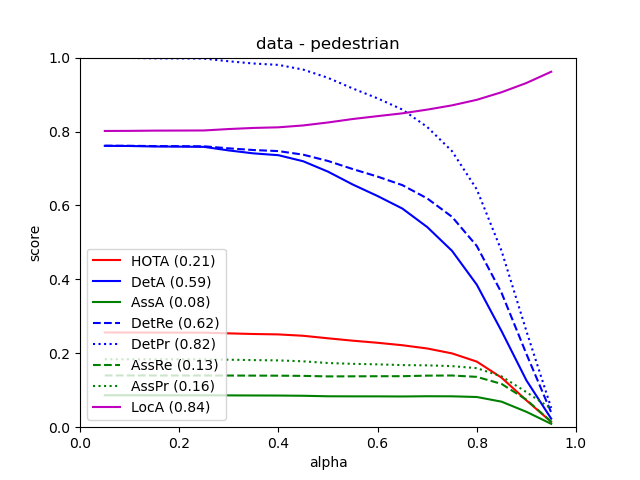 data - pedestrian
1.0
0.8
0.6
0.4
0.2
0.0
score
HOTA (0.21)
DetA (0.59)
AssA (0.08)
DetRe (0.62)
DetPr (0.82)
AssRe (0.13)
AssPr (0.16)
LocA (0.84)
0.0 0.2 0.4 0.6 0.8 1.0
alpha